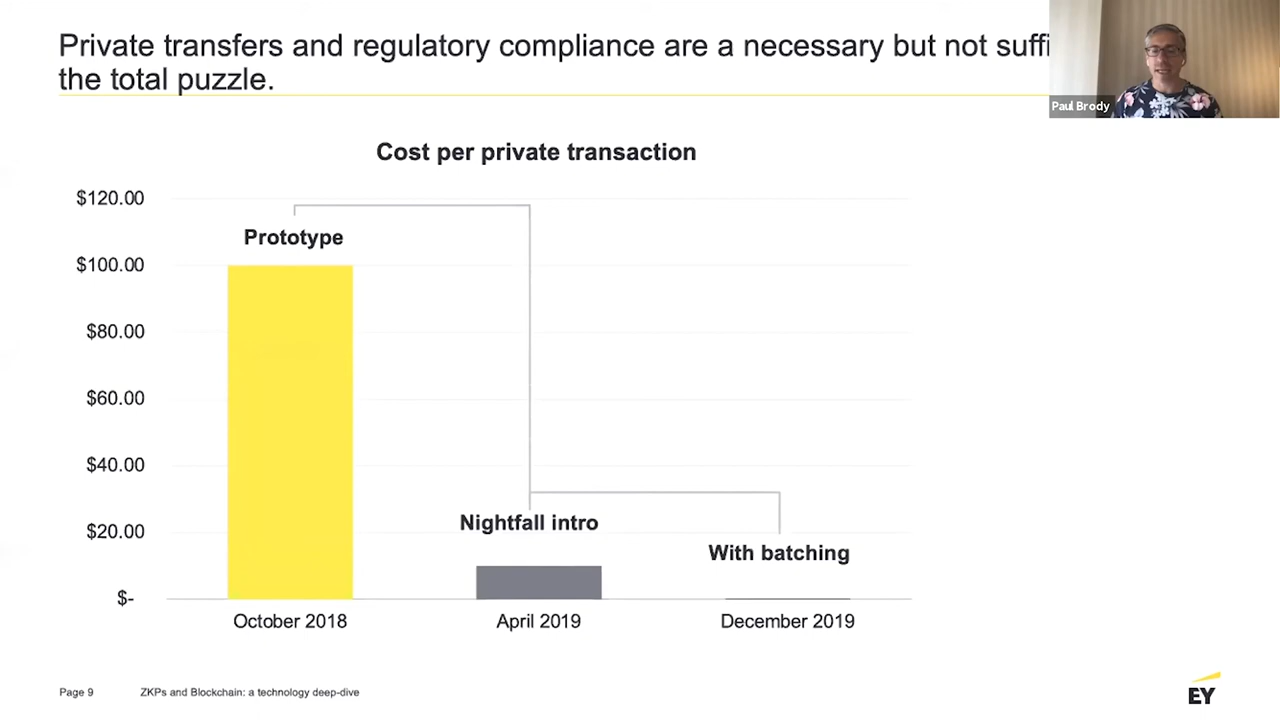 Private transfers and regulatory compliance are a necessary but not
the total puzzle.
Paul Brody
Cost per private transaction
$120.00
$100.00
$80.00
$60.00
$40.00
$20.00
$-
Prototype
Nightfall intro
With batching
October 2018
April 2019
December 2019
Page 9
ZKPs and Blockchain: a technology deep-dive
EY